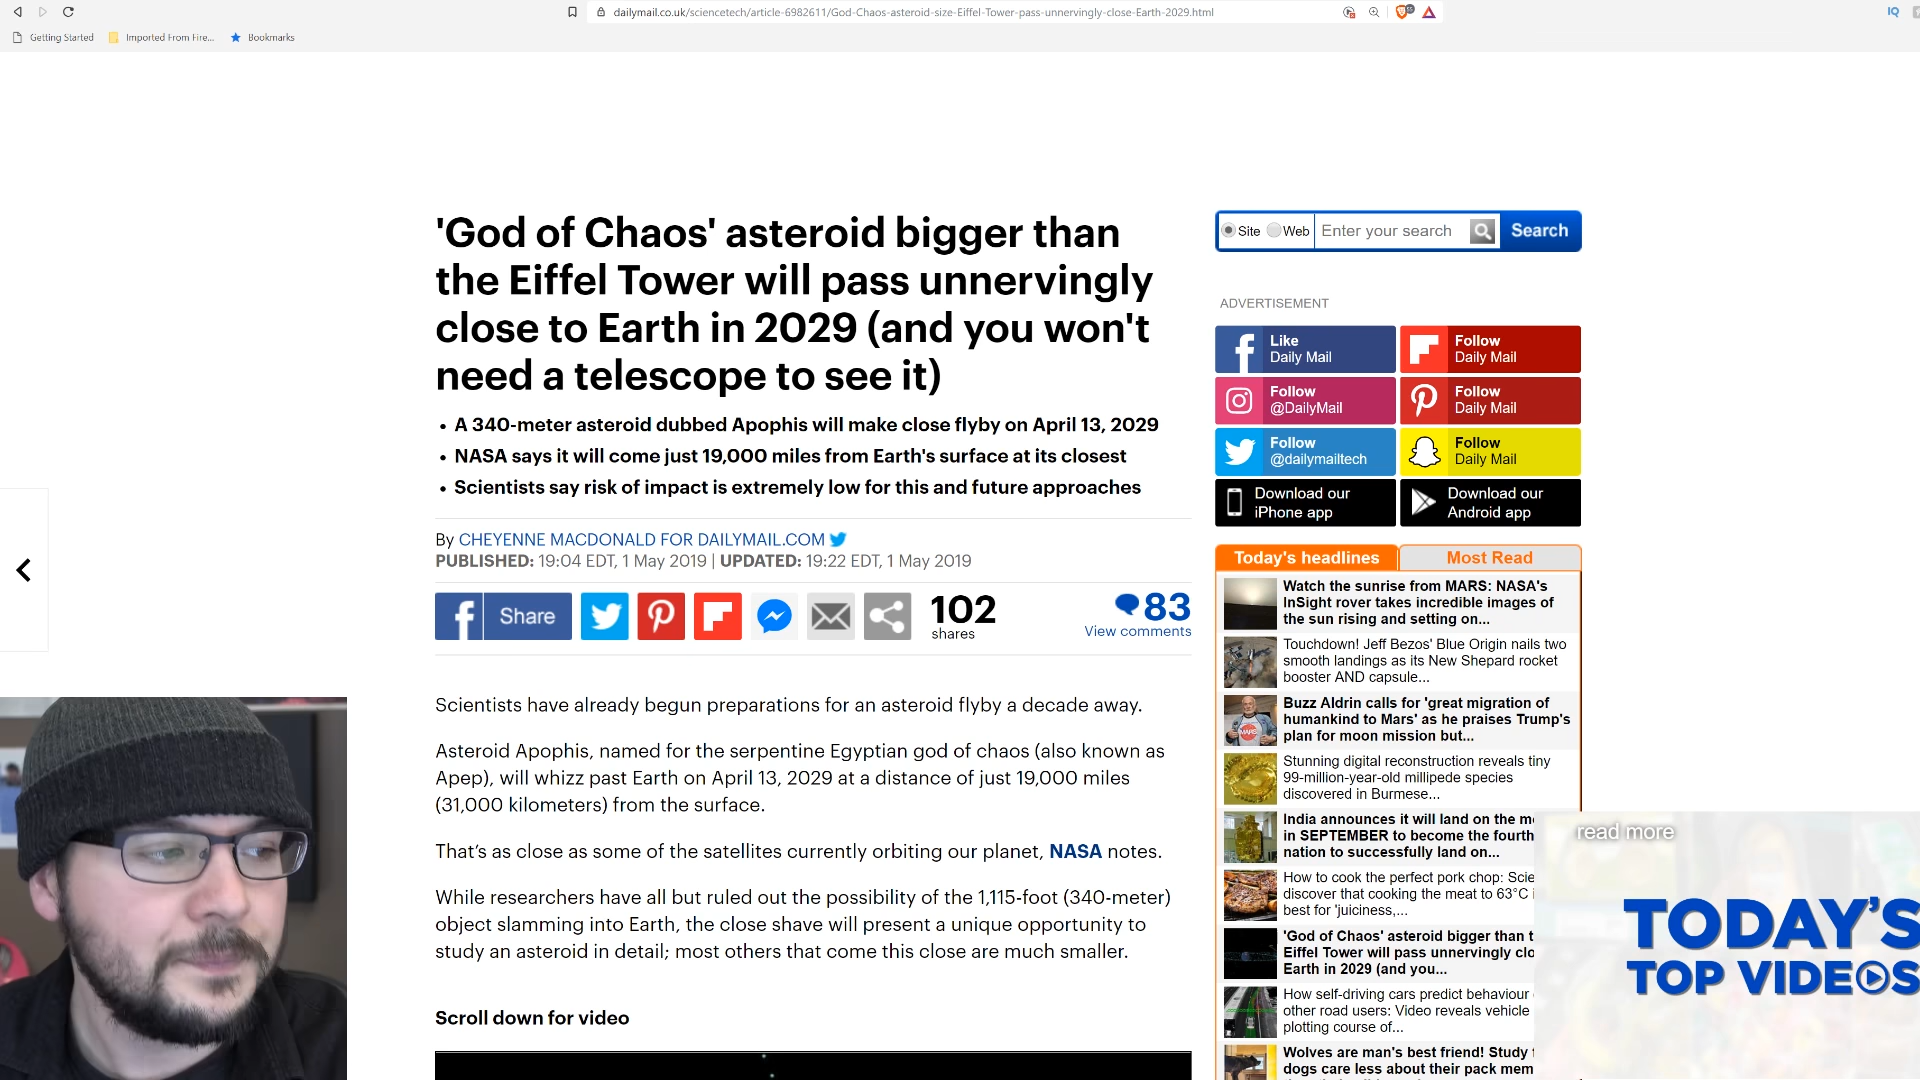 dailymail.co.uk/sciencetech/article-6982611/God-Chaos-asteroid-size-Eiffel-Tower-pass-unnervingly-close-Earth-2029.html
IQ
Getting Started
Imported From Fire...
Bookmarks
'God of Chaos' asteroid bigger than
the Eiffel Tower will pass unnervingly
close to Earth in 2029 (and you won't
need a telescope to see it)
• A 340-meter asteroid dubbed Apophis will make close flyby on April 13, 2029
• NASA says it will come just 19,000 miles from Earth's surface at its closest
• Scientists say risk of impact is extremely low for this and future approaches
By CHEYENNE MACDONALD FOR DAILYMAIL.COM
PUBLISHED: 19:04 EDT, 1 May 2019 | UPDATED: 19:22 EDT, 1 May 2019
Share
102
shares
83
View comments
Scientists have already begun preparations for an asteroid flyby a decade away.
Asteroid Apophis, named for the serpentine Egyptian god of chaos (also known as
Apep), will whizz past Earth on April 13, 2029 at a distance of just 19,000 miles
(31,000 kilometers) from the surface.
That's as close as some of the satellites currently orbiting our planet, NASA notes.
While researchers have all but ruled out the possibility of the 1,115-foot (340-meter)
object slamming into Earth, the close shave will present a unique opportunity to
study an asteroid in detail; most others that come this close are much smaller.
Scroll down for video
Site Web Enter your search Search
ADVERTISEMENT
Like
Daily Mail
Follow
Daily Mail
Follow
@DailyMail
Follow
Daily Mail
Follow
@dailymailtech
Follow
Daily Mail
Download our
iPhone app
Download our
Android app
Today's headlines
Most Read
Watch the sunrise from MARS: NASA's
InSight rover takes incredible images of
the sun rising and setting on...
Touchdown! Jeff Bezos' Blue Origin nails two
smooth landings as its New Shepard rocket
booster AND capsule...
Buzz Aldrin calls for 'great migration of
humankind to Mars' as he praises Trump's
plan for moon mission but...
Stunning digital reconstruction reveals tiny
99-million-year-old millipede species
discovered in Burmese...
India announces it will land on the
in SEPTEMBER to become the fourth
nation to successfully land on...
How to cook the perfect pork chop:
discover that cooking the meat to 63°C
best for 'juiciness,...
'God of Chaos' asteroid bigger than
Eiffel Tower will pass unnervingly
Earth in 2029 (and you...
How self-driving cars predict behaviour
other road users: Video reveals vehicle
plotting course of...
Wolves are man's best friend! Study
dogs care less about their pack
read more
TODAY'S
TOP VIDEOS